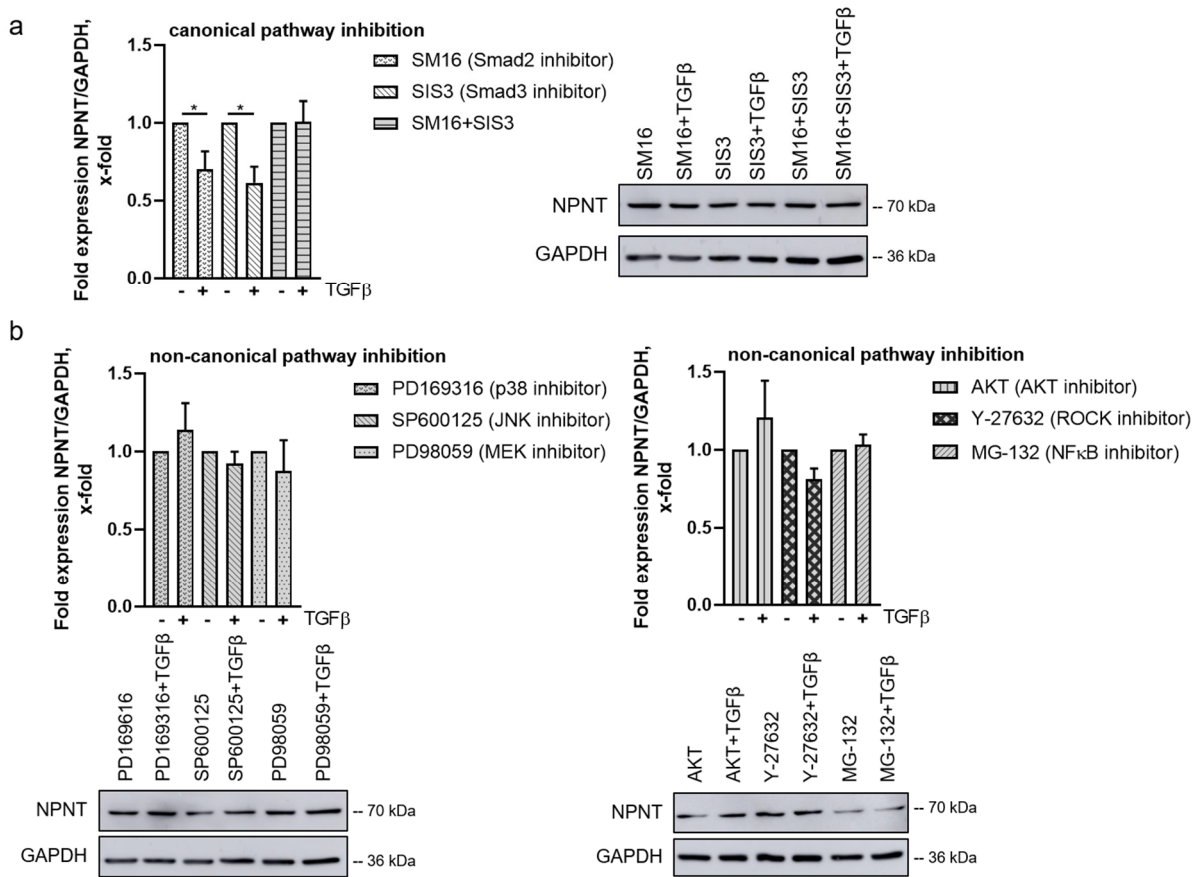 a
canonical pathway inhibition
Fold expression NPNT/GAPDH,
x-fold
1.5
1.0
0.5
0.0
* *
- + - + - + TGFβ
SM16 (Smad2 inhibitor)
SIS3 (Smad3 inhibitor)
SM16+SIS3
SM16
SM16+TGFβ
SIS3
SIS3+TGFβ
SM16+SIS3
SM16+SIS3+TGFβ
NPNT -- 70 kDa
GAPDH -- 36 kDa
b
non-canonical pathway inhibition
Fold expression NPNT/GAPDH,
x-fold
1.5
1.0
0.5
0.0
- + - + - + TGFβ
PD169316 (p38 inhibitor)
SP600125 (JNK inhibitor)
PD98059 (MEK inhibitor)
PD169616
PD169316+TGFβ
SP600125
SP600125+TGFβ
PD98059
PD98059+TGFβ
NPNT -- 70 kDa
GAPDH -- 36 kDa
non-canonical pathway inhibition
Fold expression NPNT/GAPDH,
x-fold
1.5
1.0
0.5
0.0
- + - + - + TGFβ
AKT (AKT inhibitor)
Y-27632 (ROCK inhibitor)
MG-132 (NFκB inhibitor)
AKT
AKT+TGFβ
Y-27632
Y-27632+TGFβ
MG-132
MG-132+TGFβ
NPNT -- 70 kDa
GAPDH -- 36 kDa